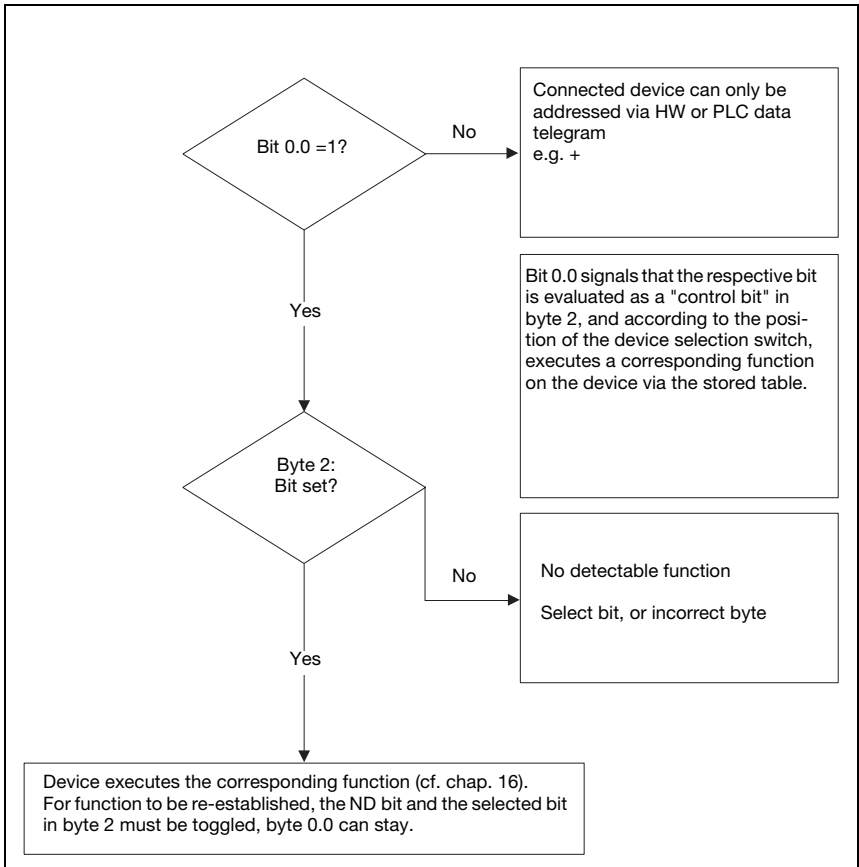 Bit 0.0 =1?
No
Connected device can only be
addressed via HW or PLC data
telegram
e.g. +
Yes
Bit 0.0 signals that the respective bit
is evaluated as a "control bit" in
byte 2, and according to the posi-
tion of the device selection switch,
executes a corresponding function
on the device via the stored table.
Byte 2:
Bit set?
No
No detectable function
Select bit, or incorrect byte
Yes
Device executes the corresponding function (cf. chap. 16).
For function to be re-established, the ND bit and the selected bit
in byte 2 must be toggled, byte 0.0 can stay.